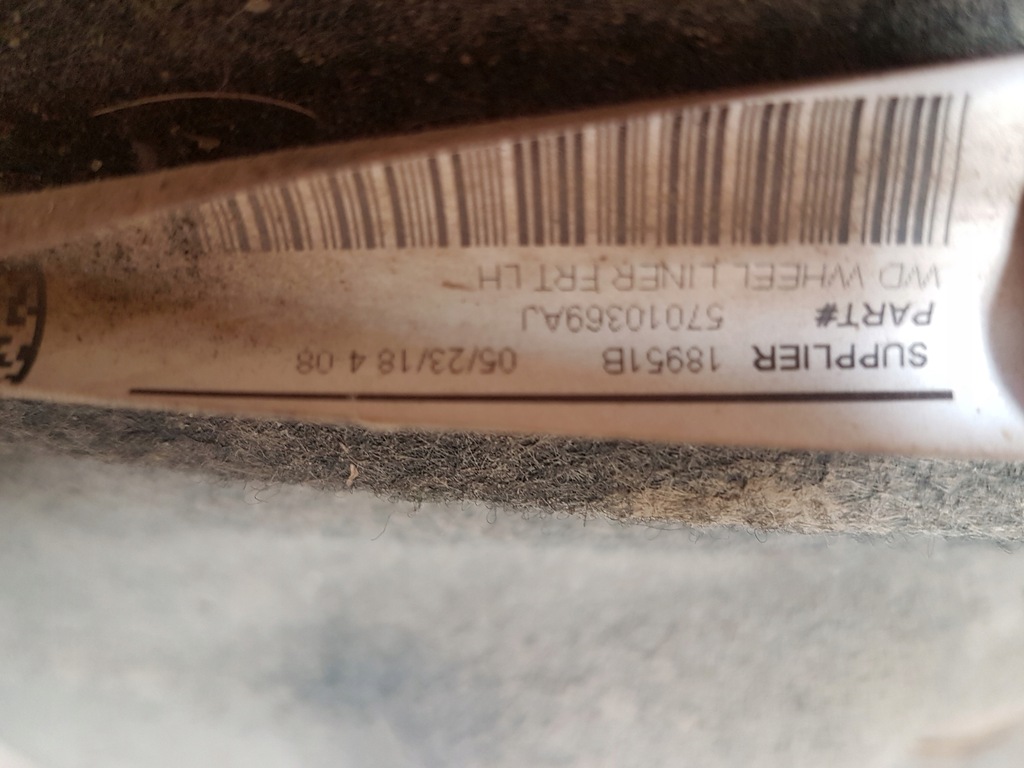 SUPPLIER 18951B 05/23/18 4 08
PART# 57010369AJ
WD WHEEL LINER FRT LH